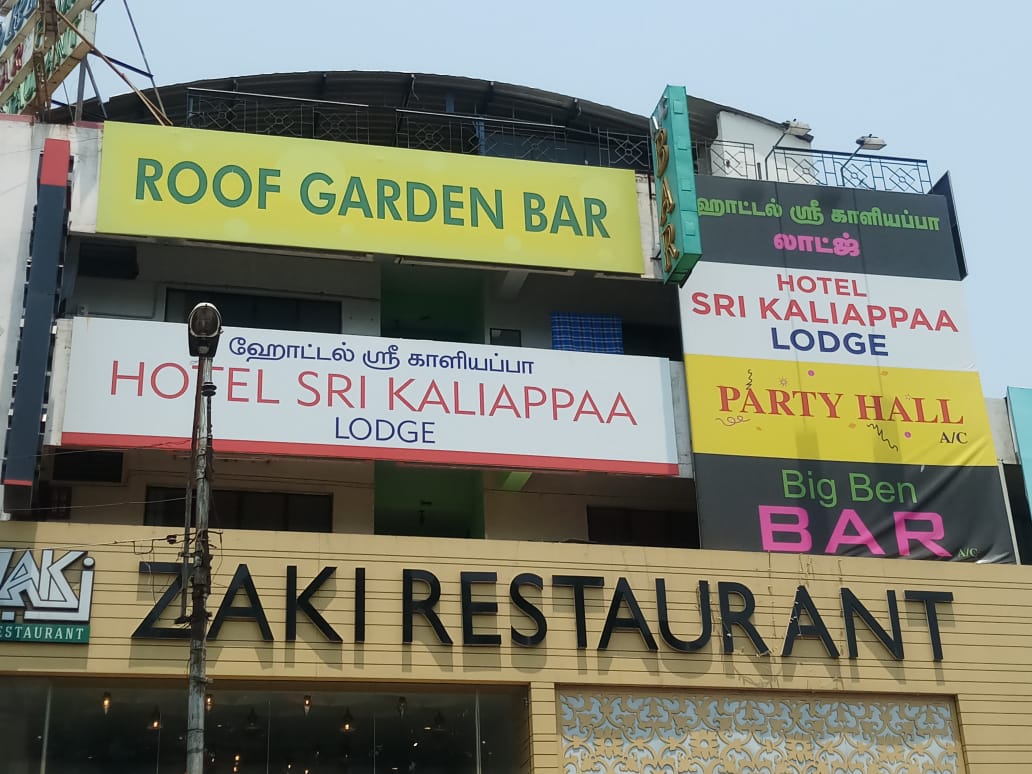 ROOF GARDEN BAR
BAR
ஹோட்டல் ஸ்ரீ காளியப்பா
லாட்ஜ்
HOTEL
SRI KALIAPPAA
LODGE
ஹோட்டல் ஸ்ரீ காளியப்பா
HOTEL SRI KALIAPPAA
LODGE
PARTY HALL
A/C
Big Ben
BAR
A/C
ZAKI
RESTAURANT
ZAKI RESTAURANT